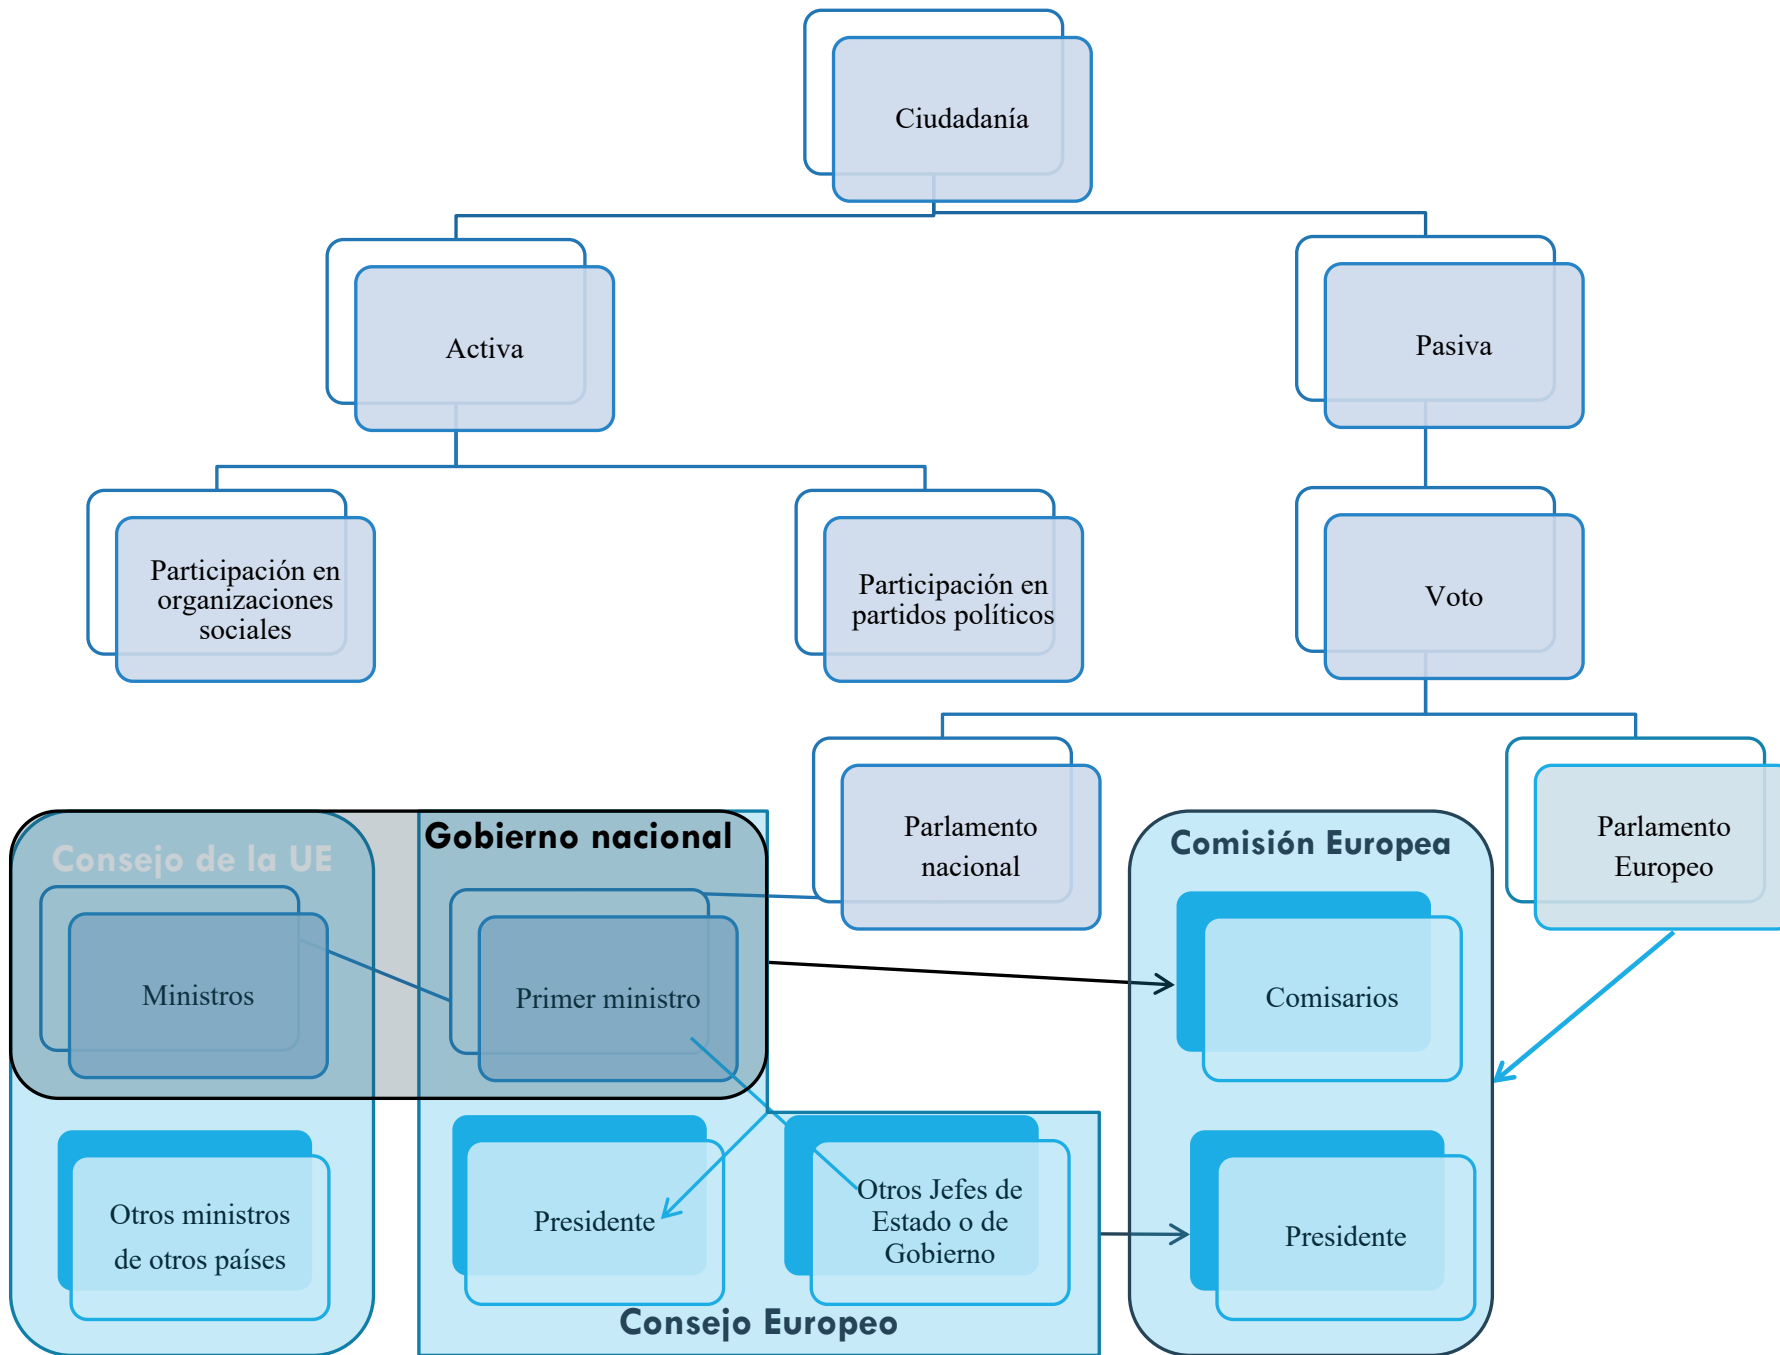 Ciudadanía
Activa
Pasiva
Participación en
organizaciones
sociales
Participación en
partidos políticos
Voto
Parlamento
nacional
Parlamento
Europeo
Gobierno nacional
Consejo de la UE
Comisión Europea
Ministros
Primer ministro
Comisarios
Otros ministros
de otros países
Presidente
Otros Jefes de
Estado o de
Gobierno
Presidente
Consejo Europeo